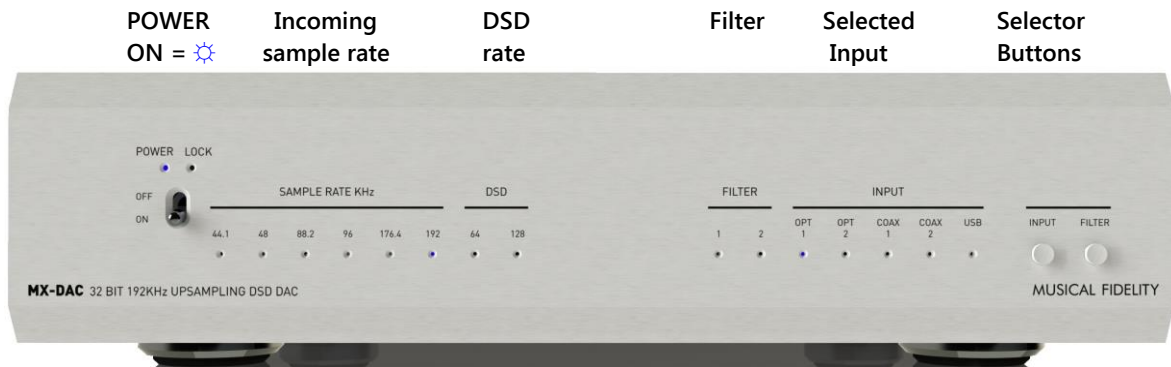 POWER Incoming DSD Filter Selected Selector
ON = ☼ sample rate rate Input Buttons
POWER LOCK
OFF SAMPLE RATE KHz DSD FILTER INPUT
ON OPT OPT COAX COAX USB INPUT FILTER
44.1 48 88.2 96 176.4 192 64 128 1 2 1 2 1 2
MX-DAC 32 BIT 192KHz UPSAMPLING DSD DAC MUSICAL FIDELITY